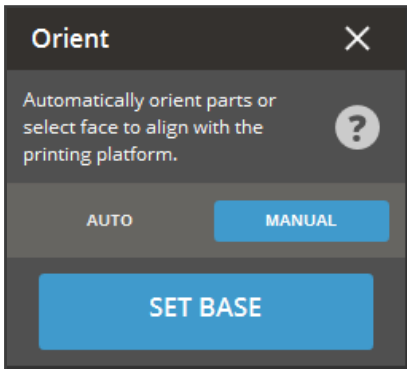 Orient
Automatically orient parts or
select face to align with the
printing platform.
?
AUTO
MANUAL
SET BASE